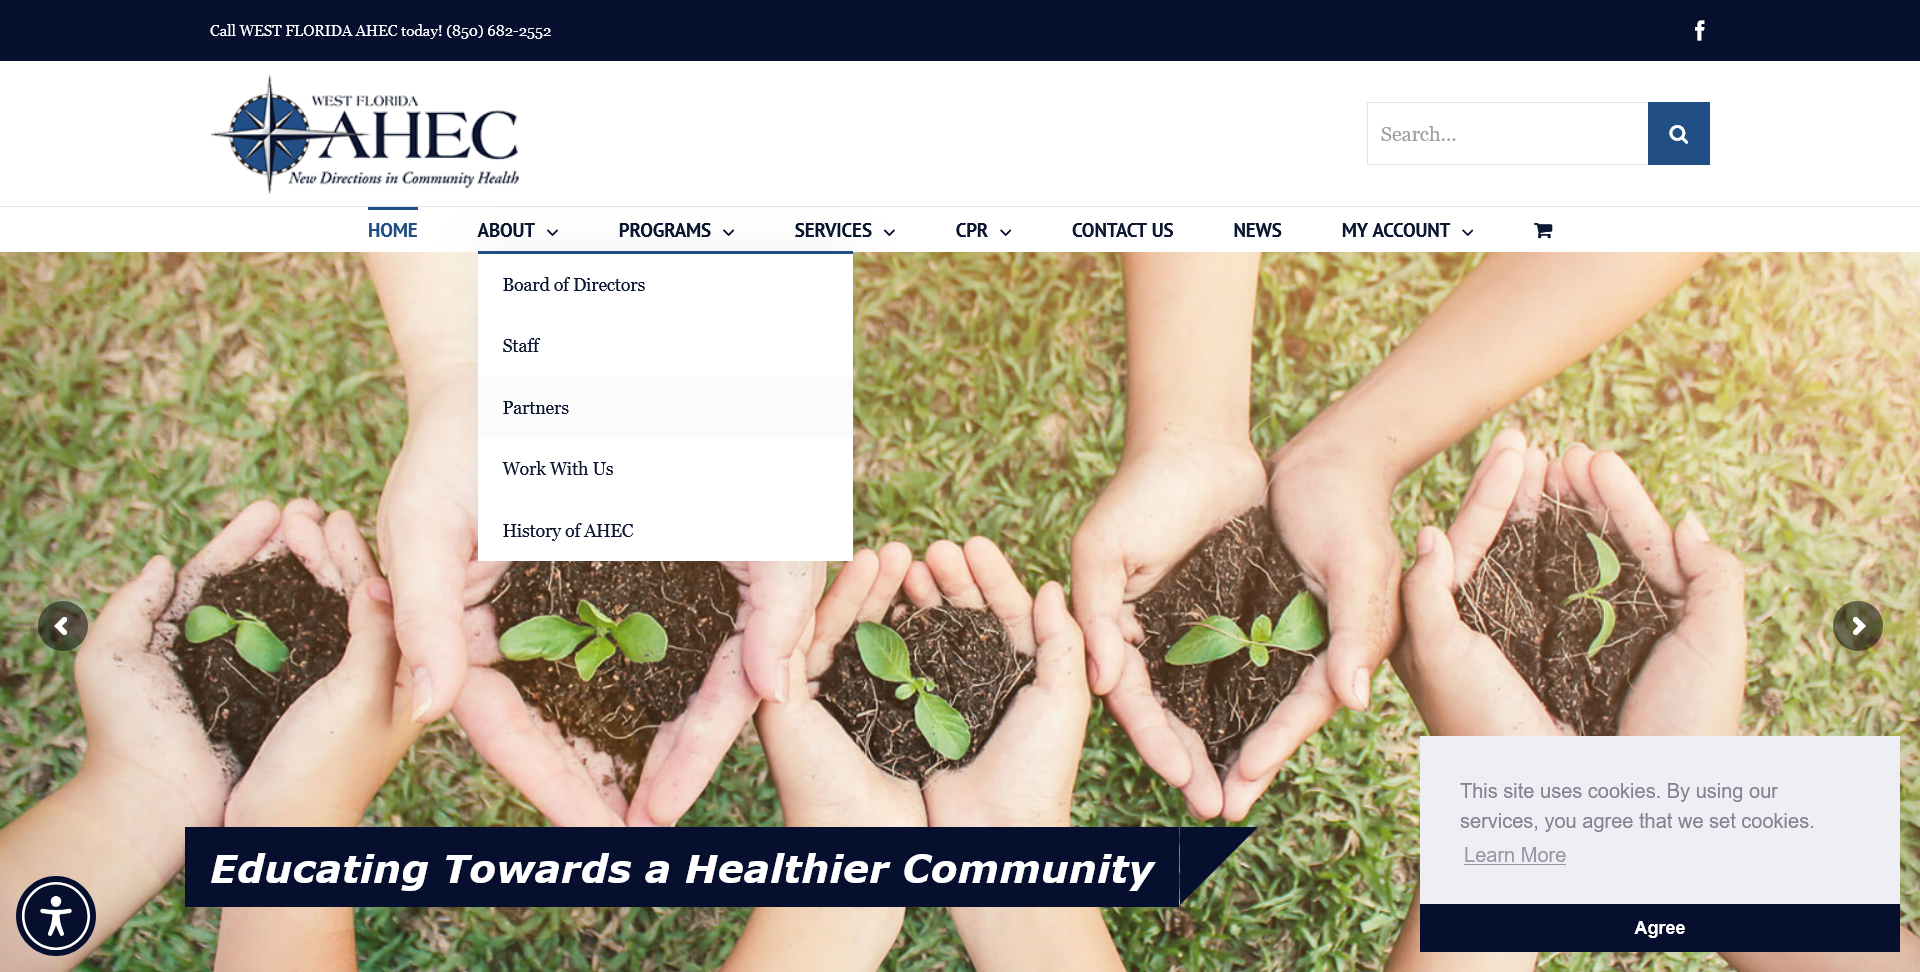 Call WEST FLORIDA AHEC today! (850) 682-2552
WEST FLORIDA
AHEC
New Directions in Community Health
Search...
HOME
ABOUT
PROGRAMS
SERVICES
CPR
CONTACT US
NEWS
MY ACCOUNT
Board of Directors
Staff
Partners
Work With Us
History of AHEC
Educating Towards a Healthier Community
This site uses cookies. By using our
services, you agree that we set cookies.
Learn More
Agree